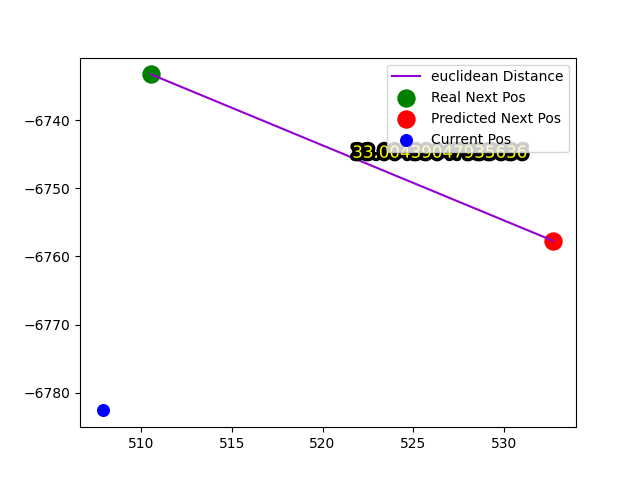 euclidean Distance
Real Next Pos
Predicted Next Pos
Current Pos
33.00439047935636
−6740
−6750
−6760
−6770
−6780
510
515
520
525
530